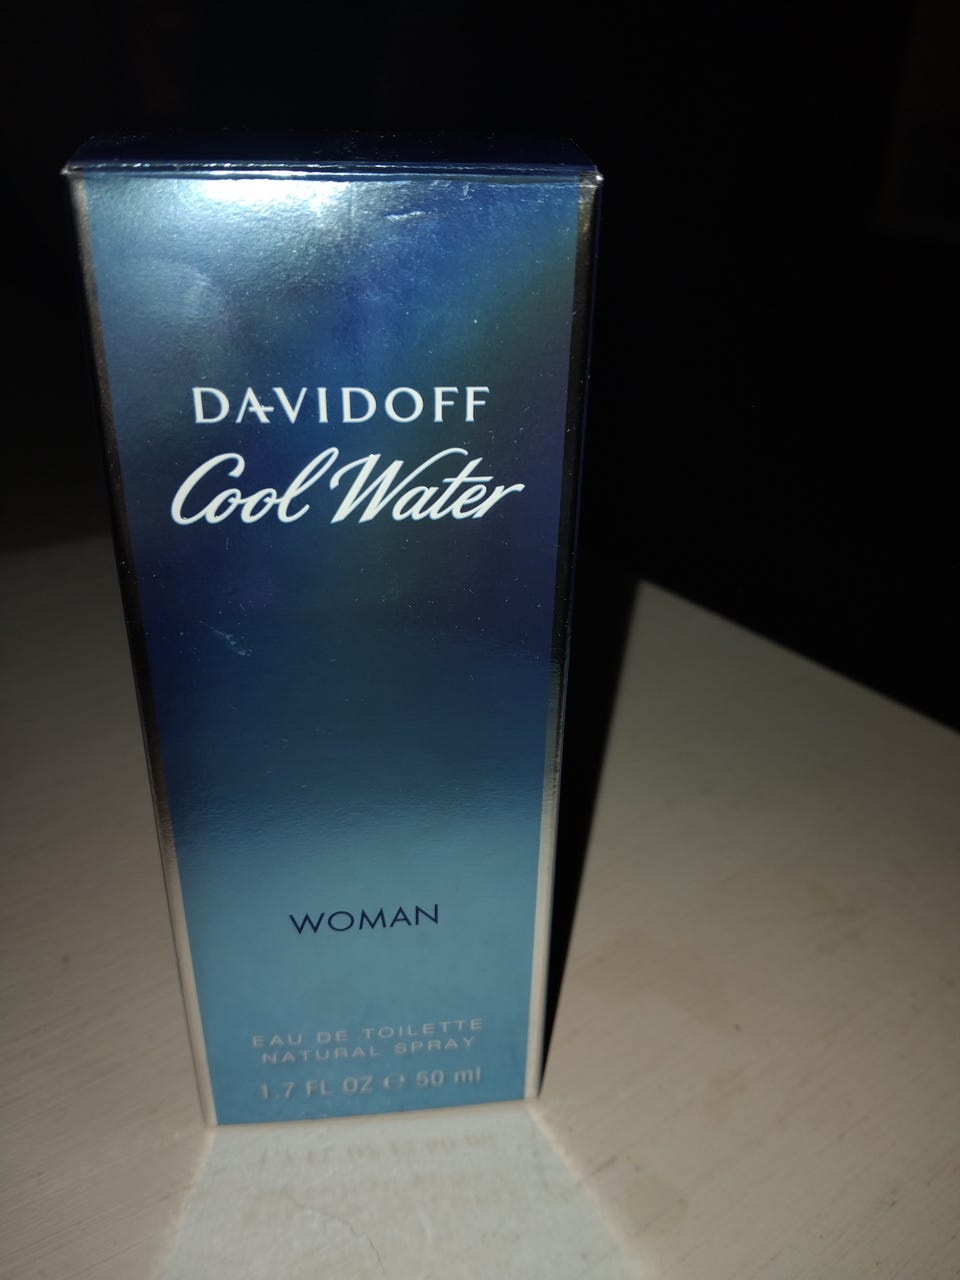 DAVIDOFF
Cool Water
WOMAN
EAU DE TOILETTE
NATURAL SPRAY
1.7 FL OZ ℮ 50 ml